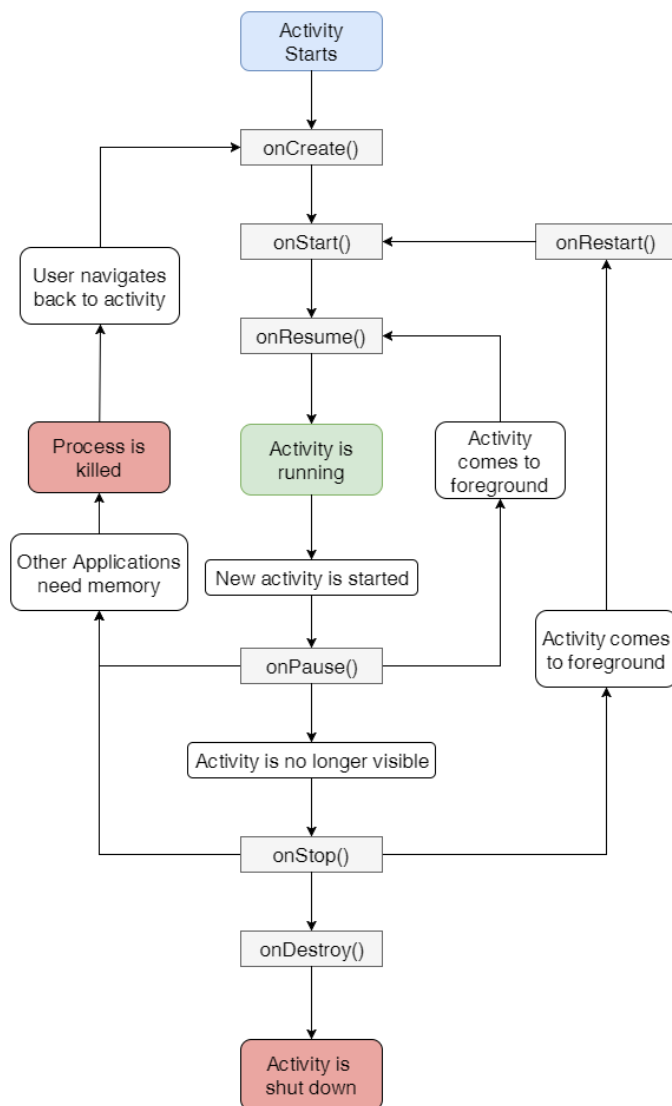 Activity
Starts
onCreate()
onStart()
onRestart()
User navigates
back to activity
onResume()
Process is
killed
Activity is
running
Activity
comes to
foreground
Other Applications
need memory
New activity is started
Activity comes
to foreground
onPause()
Activity is no longer visible
onStop()
onDestroy()
Activity is
shut down